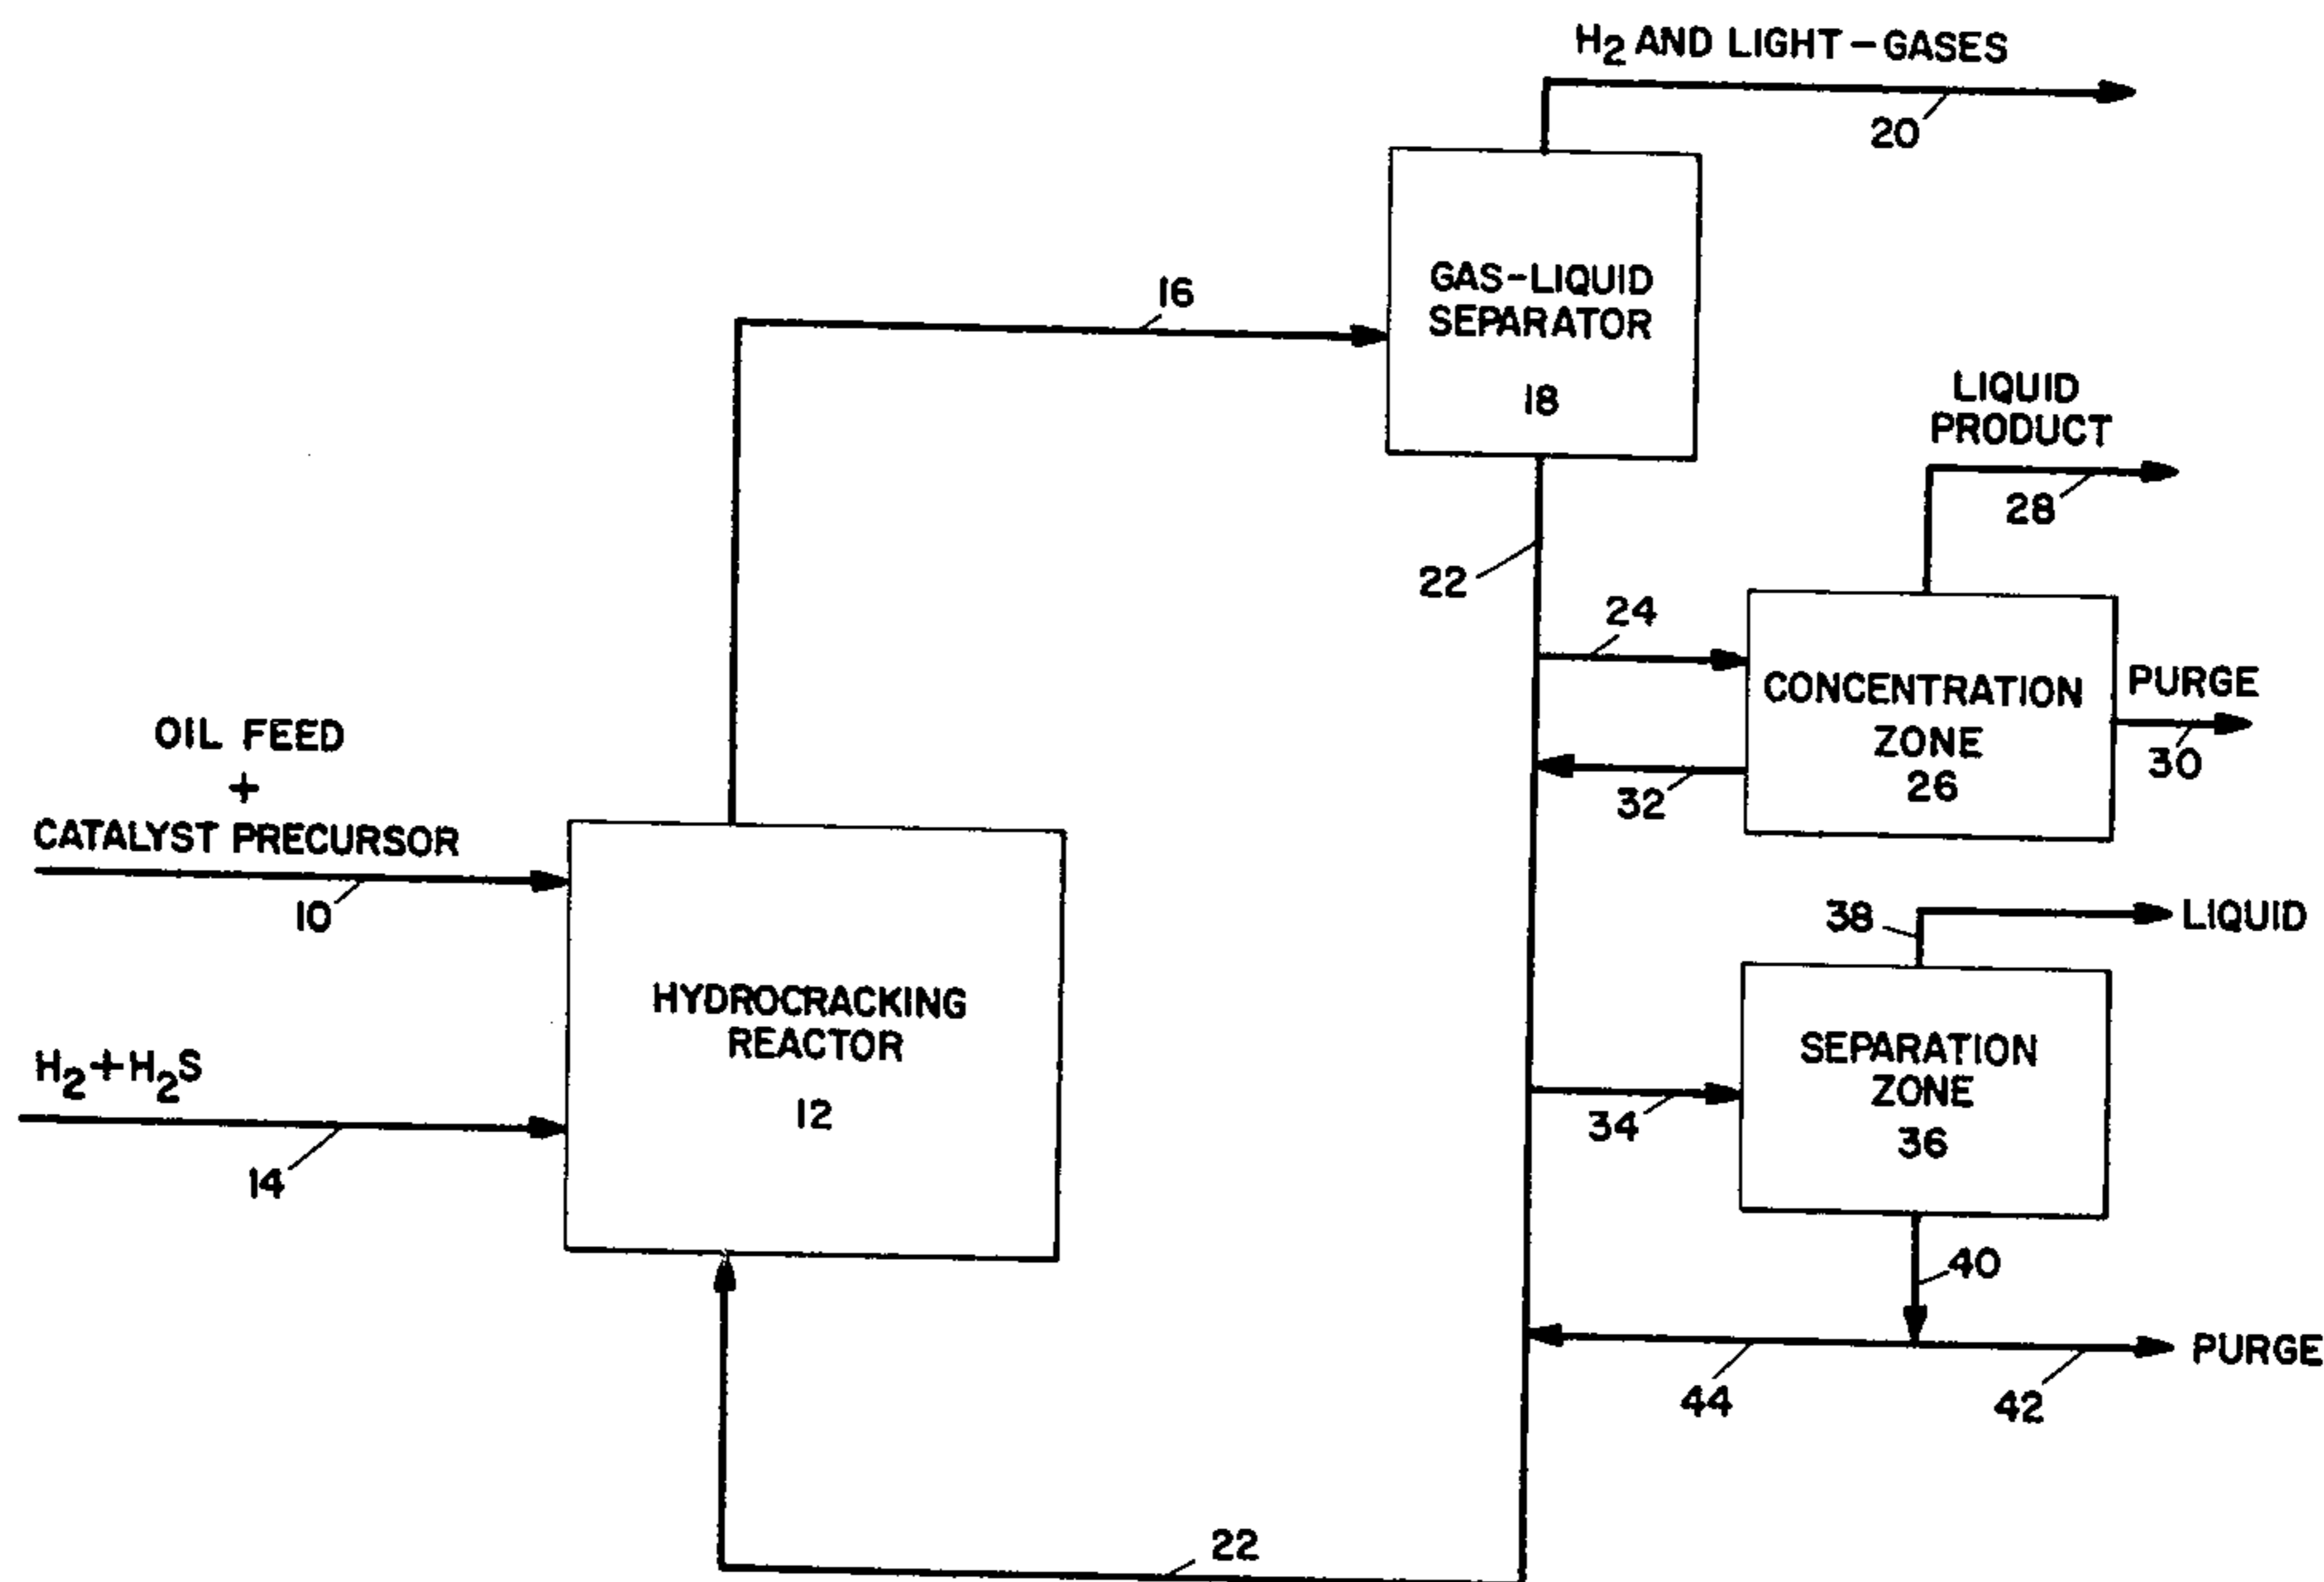 H2 AND LIGHT-GASES
20
16
GAS-LIQUID
SEPARATOR
18
LIQUID
PRODUCT
28
22
24
CONCENTRATION
ZONE
26
PURGE
30
32
OIL FEED
+
CATALYST PRECURSOR
10
HYDROCRACKING
REACTOR
12
H2+H2S
14
38
LIQUID
SEPARATION
ZONE
36
34
40
PURGE
44
42
22